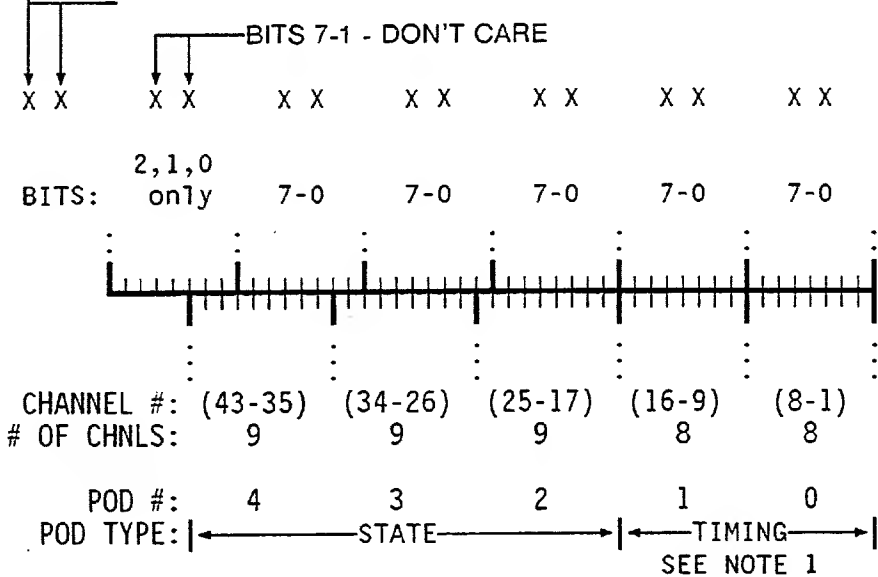 BITS 7-1 - DON'T CARE
X X X X X X X X X X X X X X
2,1,0
BITS: only 7-0 7-0 7-0 7-0 7-0
CHANNEL #: (43-35) (34-26) (25-17) (16-9) (8-1)
# OF CHNLS: 9 9 9 8 8
POD #: 4 3 2 1 0
POD TYPE: STATE TIMING
SEE NOTE 1